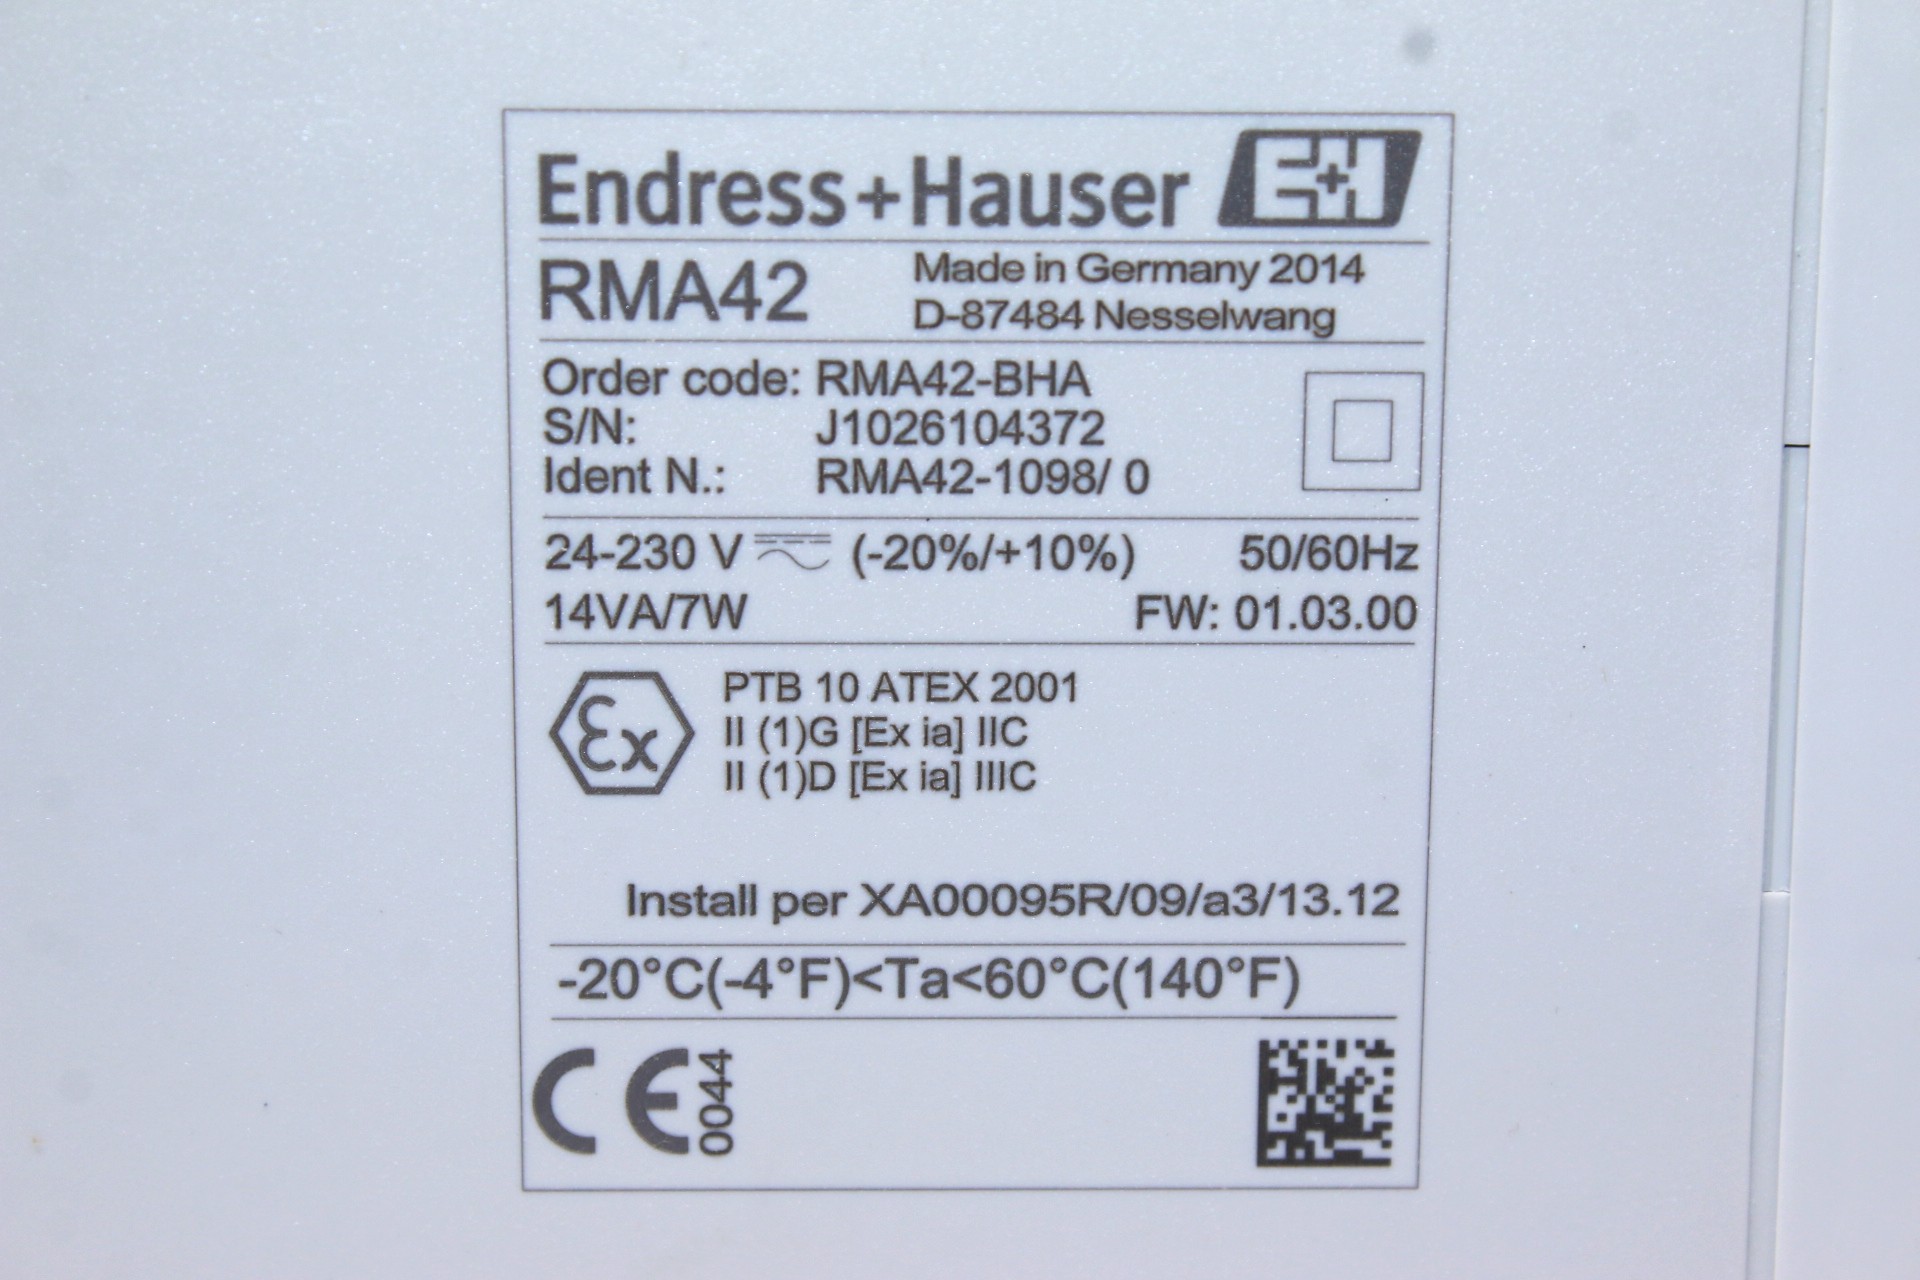 Endress+Hauser E+H
RMA42
Made in Germany 2014
D-87484 Nesselwang
Order code: RMA42-BHA
S/N: J1026104372
Ident N.: RMA42-1098/ 0
24-230 V (-20%/+10%) 50/60Hz
14VA/7W FW: 01.03.00
Ex
PTB 10 ATEX 2001
II (1)G [Ex ia] IIC
II (1)D [Ex ia] IIIC
Install per XA00095R/09/a3/13.12
-20°C(-4°F)<Ta<60°C(140°F)
CE 0044